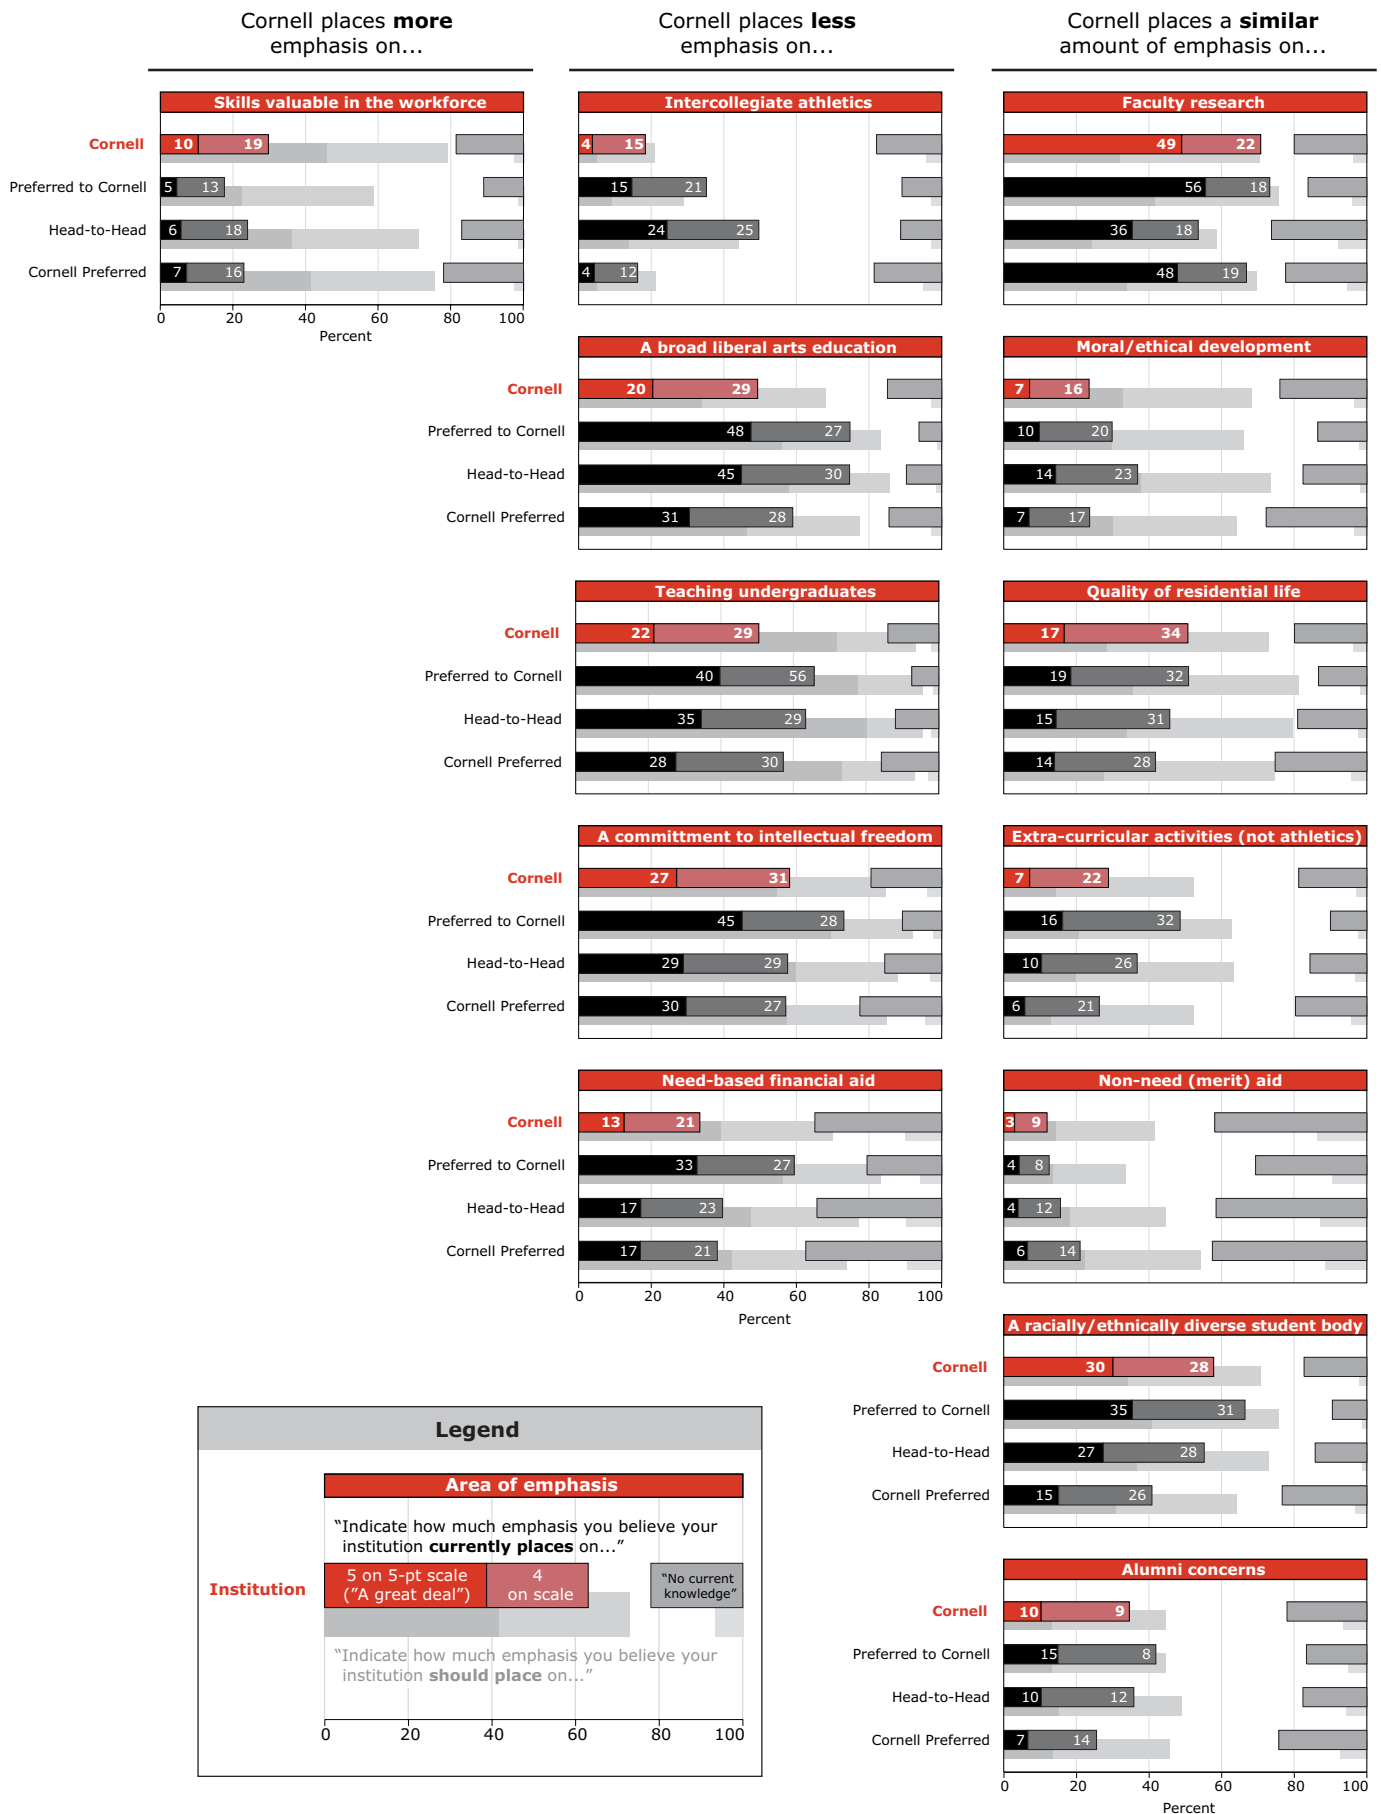 Cornell places more
emphasis on...
Cornell places less
emphasis on...
Cornell places a similar
amount of emphasis on...
Skills valuable in the workforce
Cornell 10 19
Preferred to Cornell 5 13
Head-to-Head 6 18
Cornell Preferred 7 16
0 20 40 60 80 100
Percent
Intercollegiate athletics
4 15
15 21
24 25
4 12
Faculty research
49 22
56 18
36 18
48 19
A broad liberal arts education
Cornell 20 29
Preferred to Cornell 48 27
Head-to-Head 45 30
Cornell Preferred 31 28
Moral/ethical development
7 16
10 20
14 23
7 17
Teaching undergraduates
Cornell 22 29
Preferred to Cornell 40 56
Head-to-Head 35 29
Cornell Preferred 28 30
Quality of residential life
17 34
19 32
15 31
14 28
A committment to intellectual freedom
Cornell 27 31
Preferred to Cornell 45 28
Head-to-Head 29 29
Cornell Preferred 30 27
Extra-curricular activities (not athletics)
7 22
16 32
10 26
6 21
Need-based financial aid
Cornell 13 21
Preferred to Cornell 33 27
Head-to-Head 17 23
Cornell Preferred 17 21
0 20 40 60 80 100
Percent
Non-need (merit) aid
3 9
4 8
4 12
6 14
A racially/ethnically diverse student body
Cornell 30 28
Preferred to Cornell 35 31
Head-to-Head 27 28
Cornell Preferred 15 26
Alumni concerns
Cornell 10 9
Preferred to Cornell 15 8
Head-to-Head 10 12
Cornell Preferred 7 14
0 20 40 60 80 100
Percent
Legend
Area of emphasis
"Indicate how much emphasis you believe your
institution currently places on..."
Institution
5 on 5-pt scale
("A great deal")
4
on scale
"No current
knowledge"
"Indicate how much emphasis you believe your
institution should place on..."
0 20 40 60 80 100